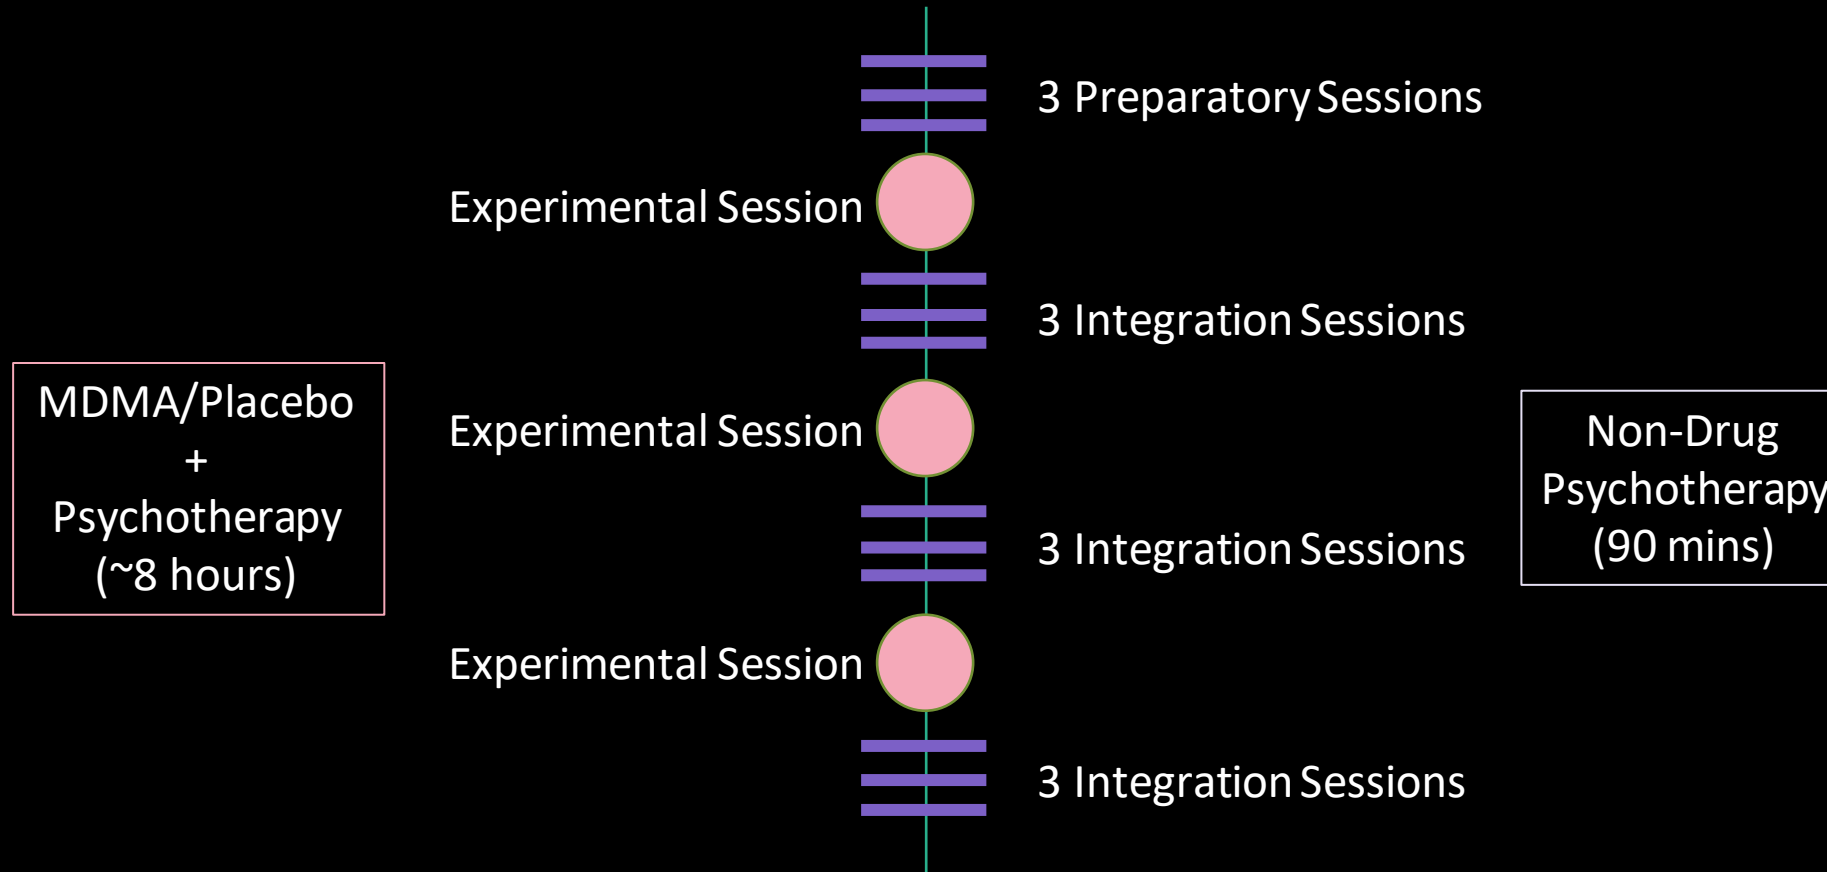 3 Preparatory Sessions
Experimental Session
3 Integration Sessions
MDMA/Placebo
+
Psychotherapy
(~8 hours)
Experimental Session
Non-Drug
Psychotherapy
(90 mins)
3 Integration Sessions
Experimental Session
3 Integration Sessions